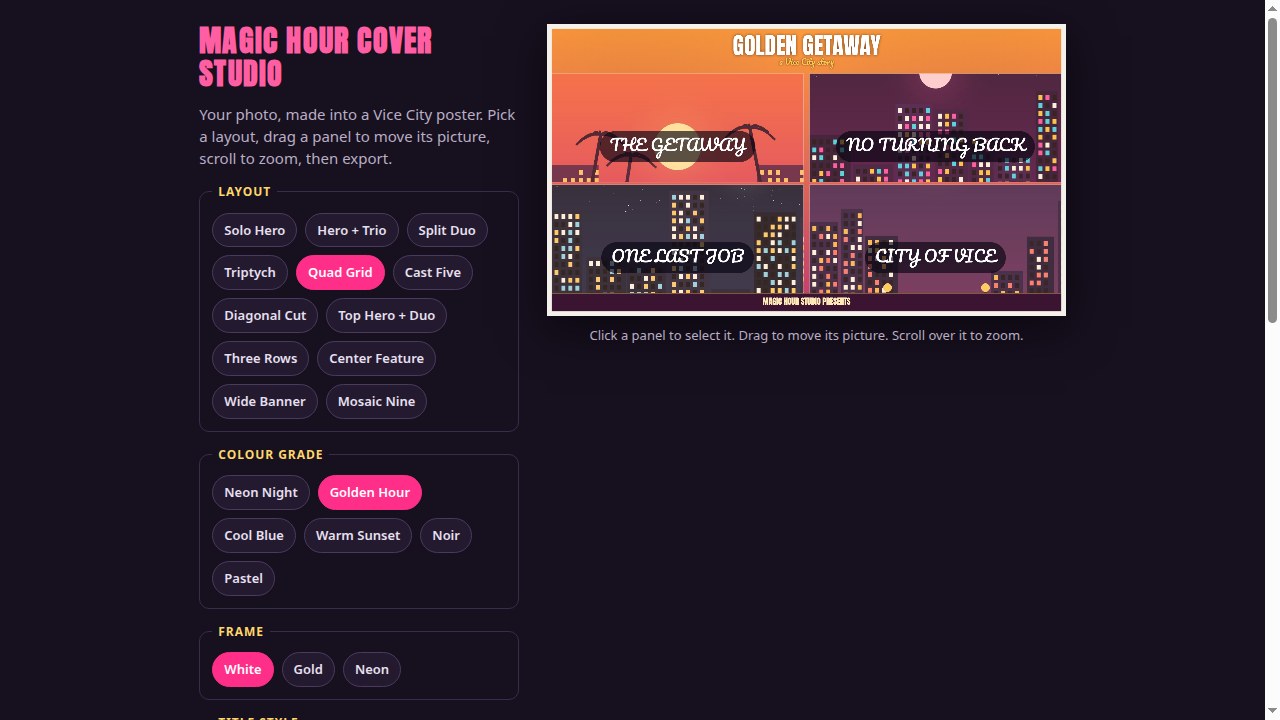 MAGIC HOUR COVER
STUDIO
Your photo, made into a Vice City poster. Pick
a layout, drag a panel to move its picture,
scroll to zoom, then export.
LAYOUT
Solo Hero
Hero + Trio
Split Duo
Triptych
Quad Grid
Cast Five
Diagonal Cut
Top Hero + Duo
Three Rows
Center Feature
Wide Banner
Mosaic Nine
COLOUR GRADE
Neon Night
Golden Hour
Cool Blue
Warm Sunset
Noir
Pastel
FRAME
White
Gold
Neon
TITLE STYLE
GOLDEN GETAWAY
a Vice City story
THE GETAWAY
NO TURNING BACK
ONE LAST JOB
CITY OF VICE
MAGIC HOUR STUDIO PRESENTS
Click a panel to select it. Drag to move its picture. Scroll over it to zoom.